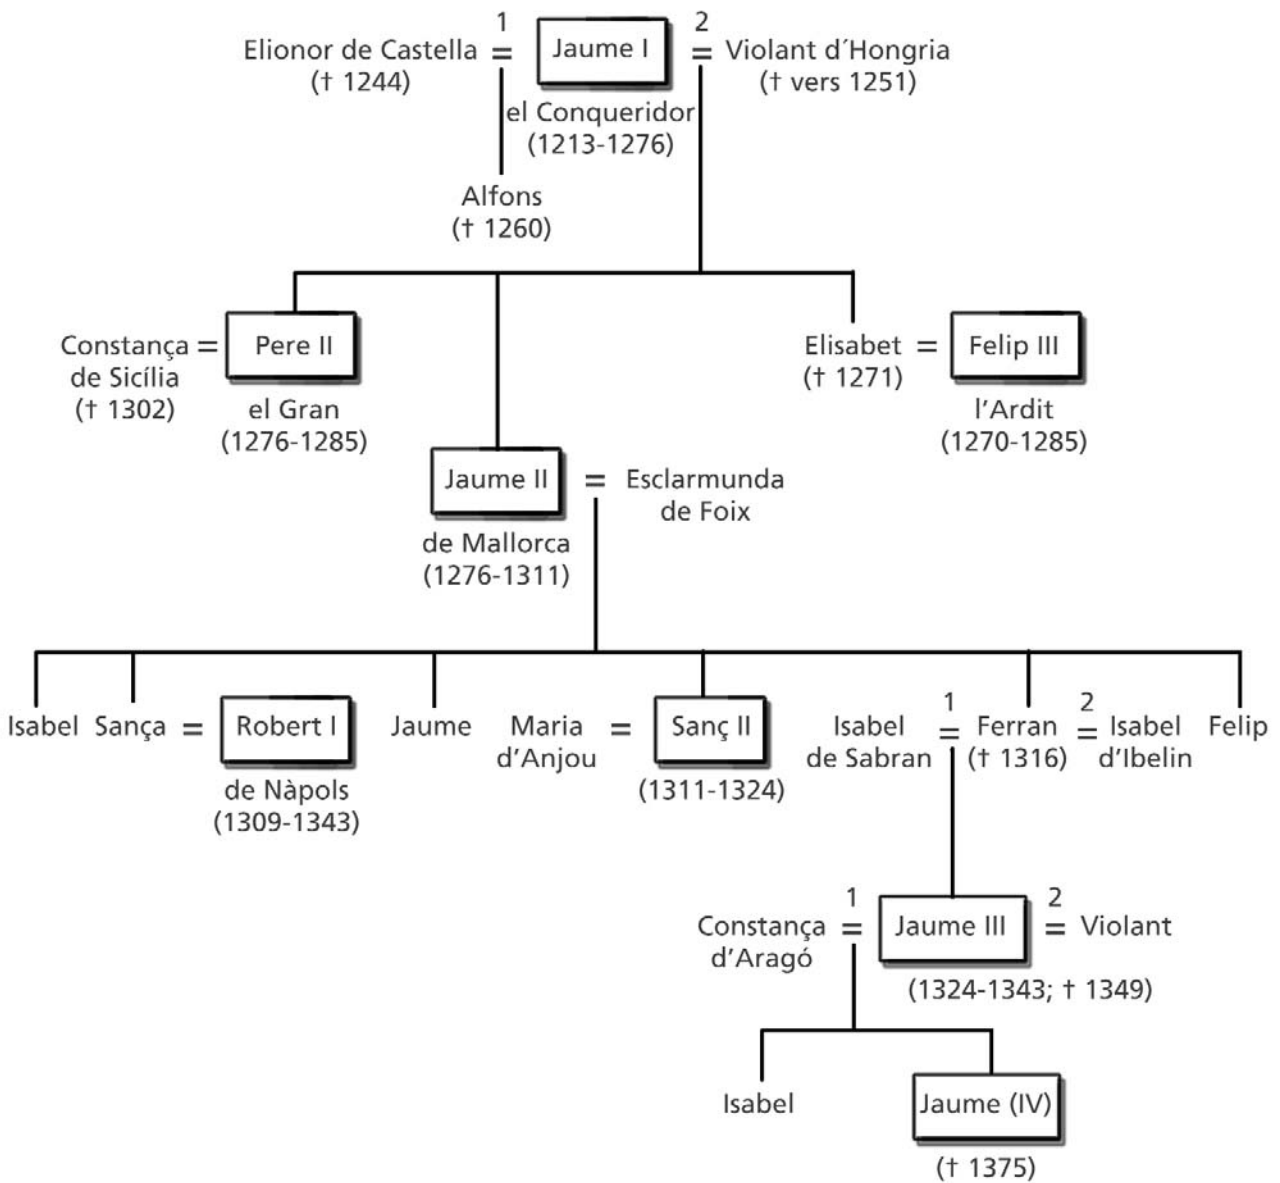 1
2
Elionor de Castella = Jaume I = Violant d´Hongria
(† 1244)
(† vers 1251)
el Conqueridor
(1213-1276)
Alfons
(† 1260)
Constança = Pere II
de Sicília
(† 1302)
el Gran
(1276-1285)
Elisabet = Felip III
(† 1271)
l'Ardit
(1270-1285)
Jaume II = Esclarmunda
de Foix
de Mallorca
(1276-1311)
Isabel
Sança = Robert I
de Nàpols
(1309-1343)
Jaume
Maria = Sanç II
d'Anjou
(1311-1324)
1
2
Isabel = Ferran = Isabel
de Sabran
(† 1316)
d'Ibelin
Felip
1
2
Constança = Jaume III = Violant
d'Aragó
(1324-1343; † 1349)
Isabel
Jaume (IV)
(† 1375)